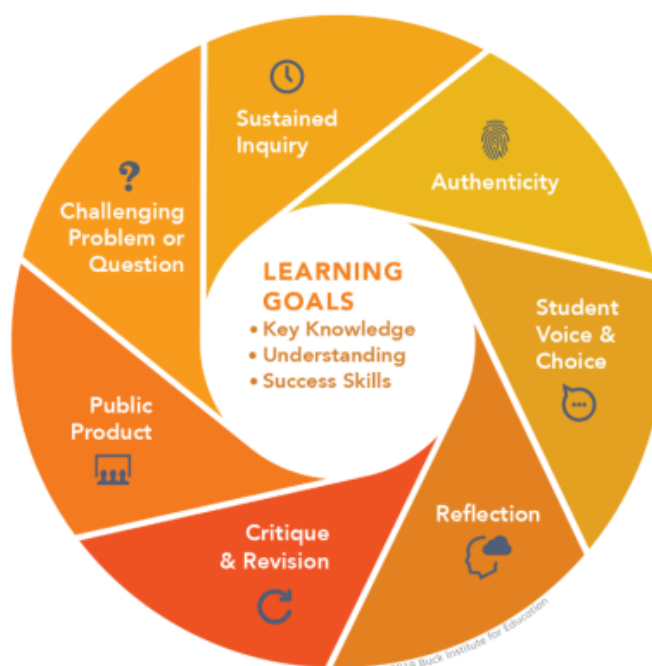 Sustained
Inquiry
Authenticity
Challenging
Problem or
Question
LEARNING
GOALS
• Key Knowledge
• Understanding
• Success Skills
Student
Voice &
Choice
Public
Product
Reflection
Critique
& Revision
Buck Institute for Education